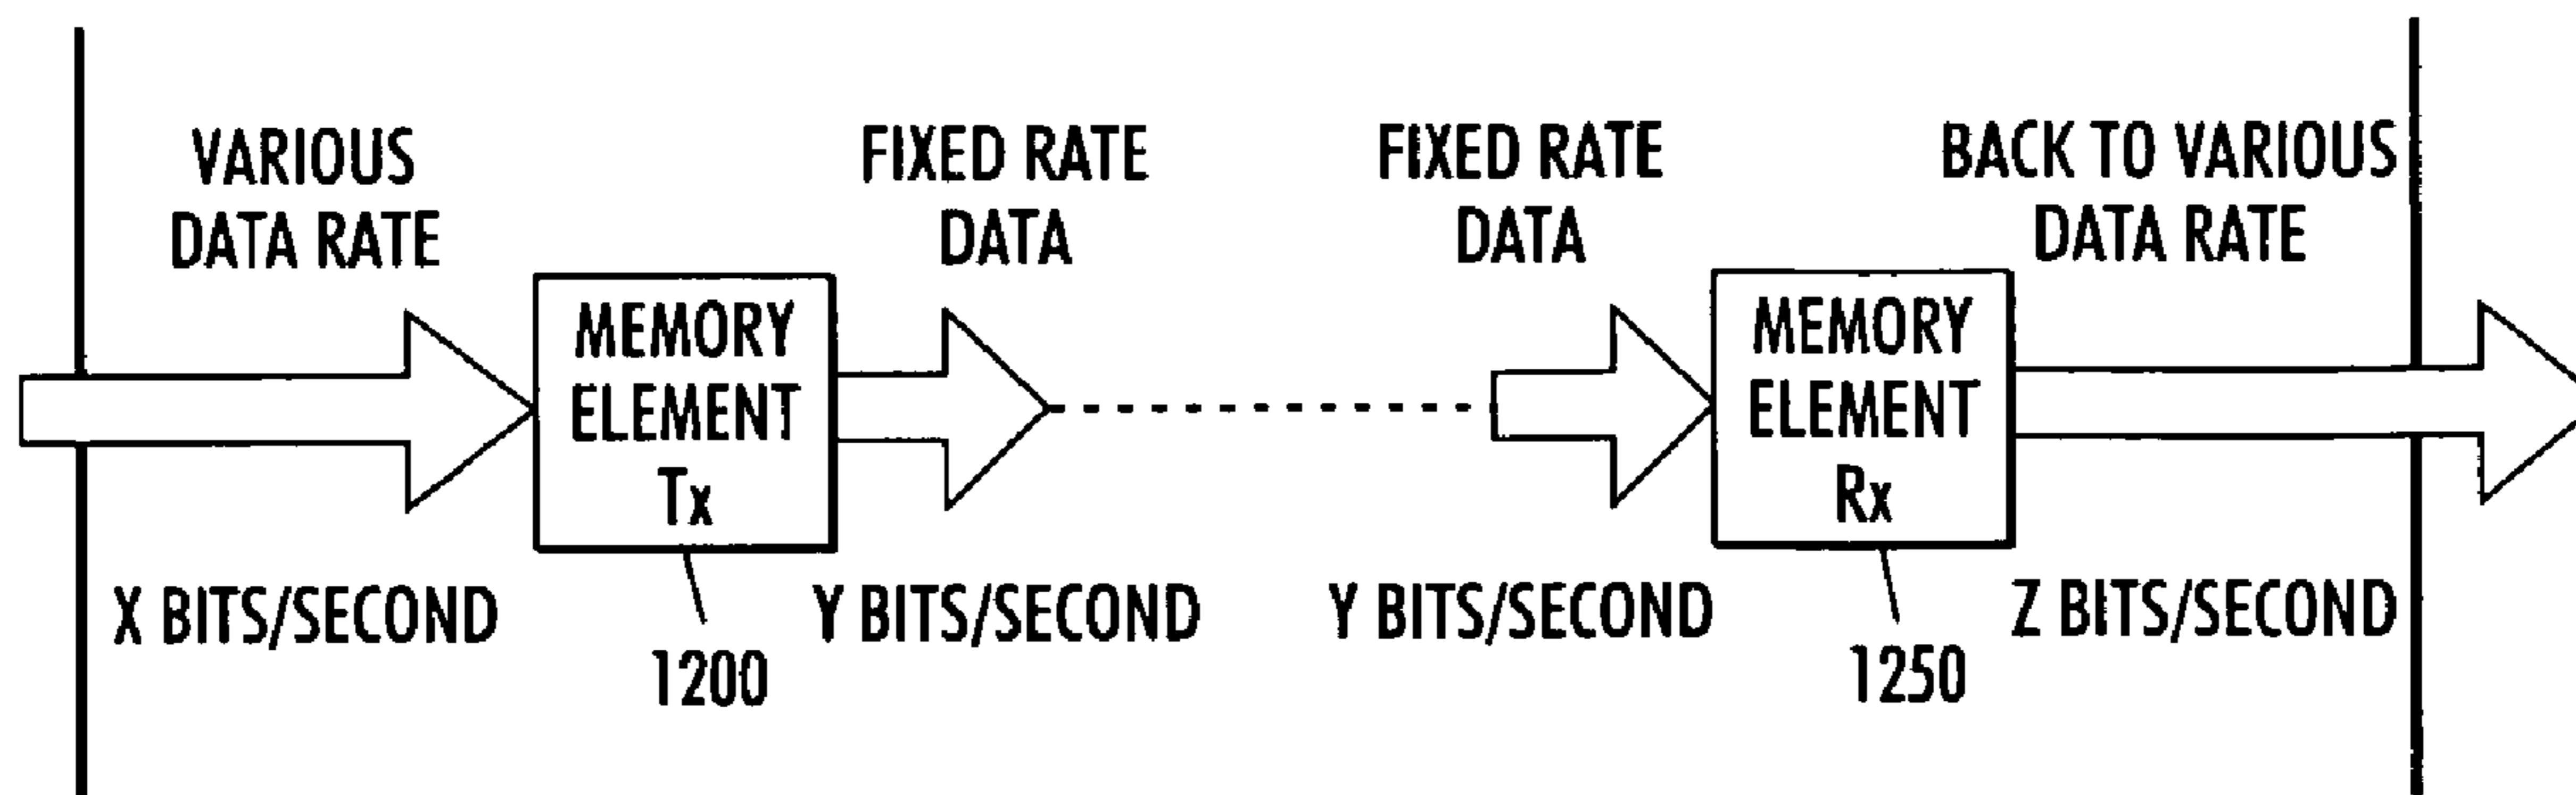 VARIOUS
DATA RATE
FIXED RATE
DATA
FIXED RATE
DATA
BACK TO VARIOUS
DATA RATE
MEMORY
ELEMENT
Tx
MEMORY
ELEMENT
Rx
X BITS/SECOND
Y BITS/SECOND
Y BITS/SECOND
Z BITS/SECOND
1200
1250